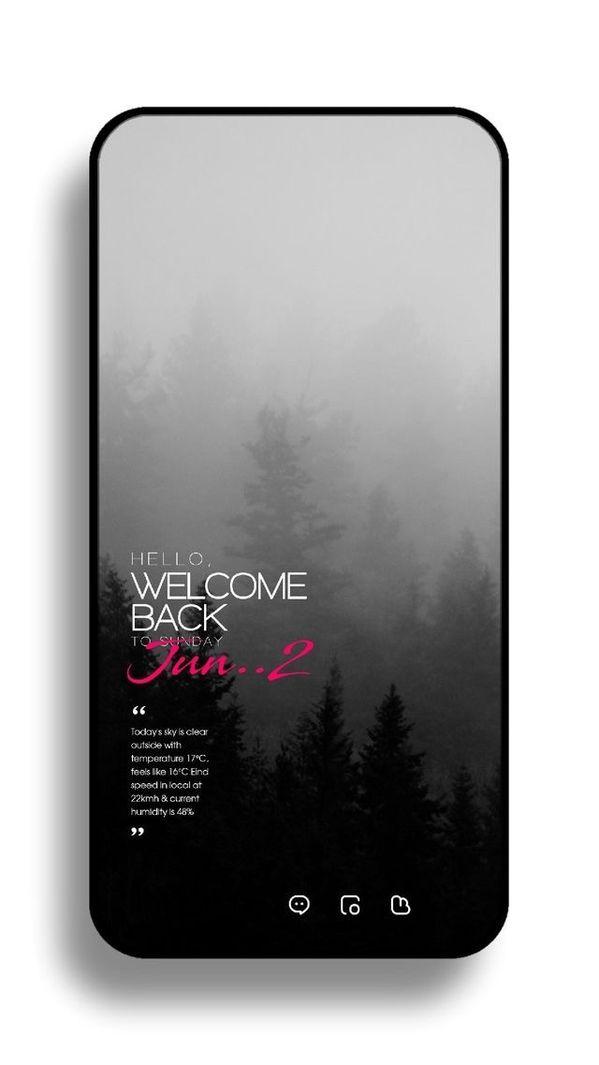 HELLO,
WELCOME
BACK
TO SUNDAY
Jun..2
“
Today's sky is clear
outside with
temperature 17°C,
feels like 16°C Eind
speed in local at
22kmh & current
humidity is 48%
”